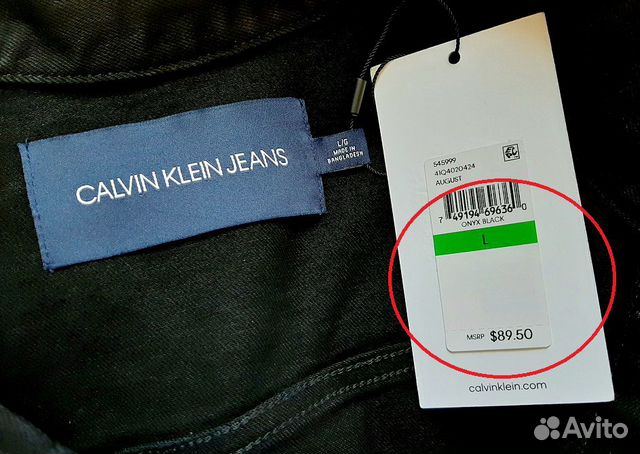 CALVIN KLEIN JEANS
L/G
MADE IN
BANGLADESH
545999
41Q4020424
AUGUST
7 49194 69636 0
ONYX BLACK
L
MSRP $89.50
calvinklein.com
Avito